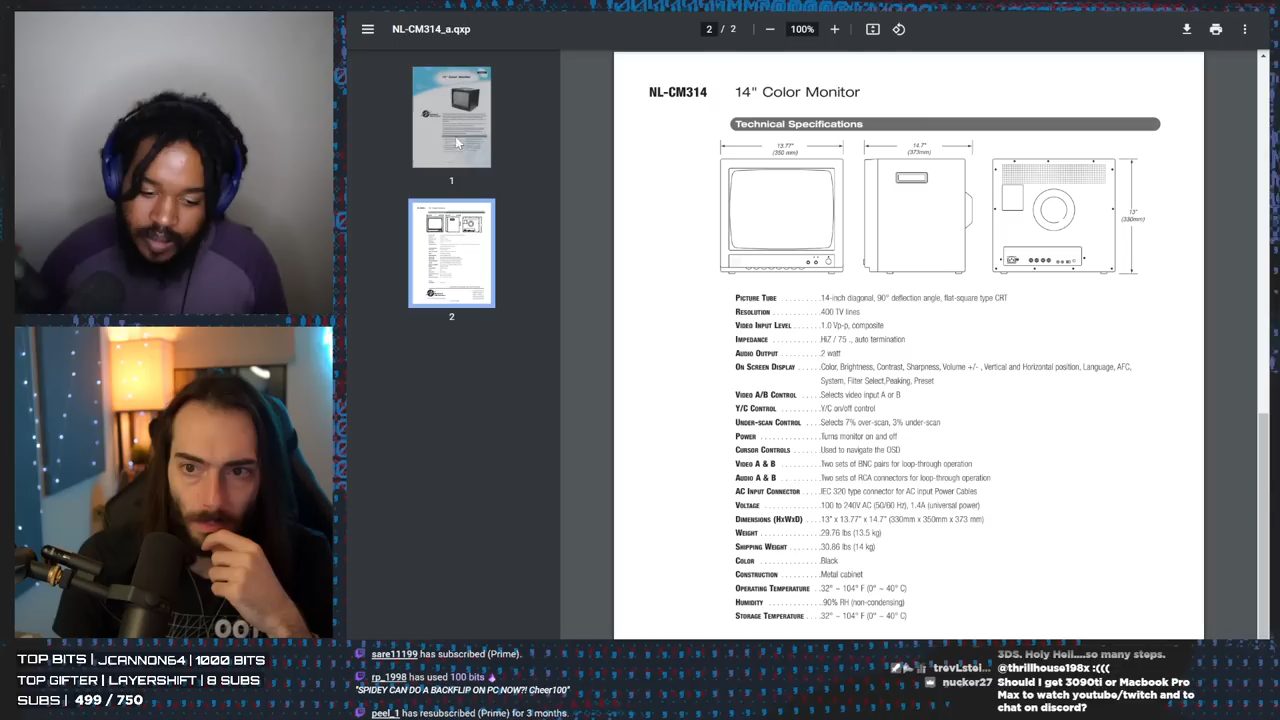 NL-CM314_a.qxp
2 / 2
100%
1
2
NL-CM314 14" Color Monitor
Technical Specifications
13.77"
(350 mm)
14.7"
(373mm)
13"
(330mm)
PICTURE TUBE 14-inch diagonal, 90° deflection angle, flat-square type CRT
RESOLUTION 400 TV lines
VIDEO INPUT LEVEL 1.0 Vp-p, composite
IMPEDANCE HiZ / 75 ., auto termination
AUDIO OUTPUT 2 watt
ON SCREEN DISPLAY Color, Brightness, Contrast, Sharpness, Volume +/- , Vertical and Horizontal position, Language, AFC,
System, Filter Select,Peaking, Preset
VIDEO A/B CONTROL Selects video input A or B
Y/C CONTROL Y/C on/off control
UNDER-SCAN CONTROL Selects 7% over-scan, 3% under-scan
POWER Turns monitor on and off
CURSOR CONTROLS Used to navigate the OSD
VIDEO A & B Two sets of BNC pairs for loop-through operation
AUDIO A & B Two sets of RCA connectors for loop-through operation
AC INPUT CONNECTOR IEC 320 type connector for AC input Power Cables
VOLTAGE 100 to 240V AC (50/60 Hz), 1.4A (universal power)
DIMENSIONS (HXWXD) 13" x 13.77" x 14.7" (330mm x 350mm x 373 mm)
WEIGHT 29.76 lbs (13.5 kg)
SHIPPING WEIGHT 30.86 lbs (14 kg)
COLOR Black
CONSTRUCTION Metal cabinet
OPERATING TEMPERATURE 32° ~ 104° F (0° ~ 40° C)
HUMIDITY 90% RH (non-condensing)
STORAGE TEMPERATURE 32° ~ 104° F (0° ~ 40° C)
TOP BITS | JCANNON64 | 1000 BITS
TOP GIFTER | LAYERSHIFT | 8 SUBS
SUBS | 499 / 750
sare11199 has subscribed (Prime).
rp_1998 has used 100 bits
"SPIDEY CAN DO A BACKFLIP ON PC NOW?! Cheer100"
peel_1 has resubscribed (Prime) for 3 months.
3DS. Holy Hell....so many steps.
trevLstei... @thrillhouse198x :(((
nucker27 Should I get 3090ti or Macbook Pro
Max to watch youtube/twitch and to
chat on discord?